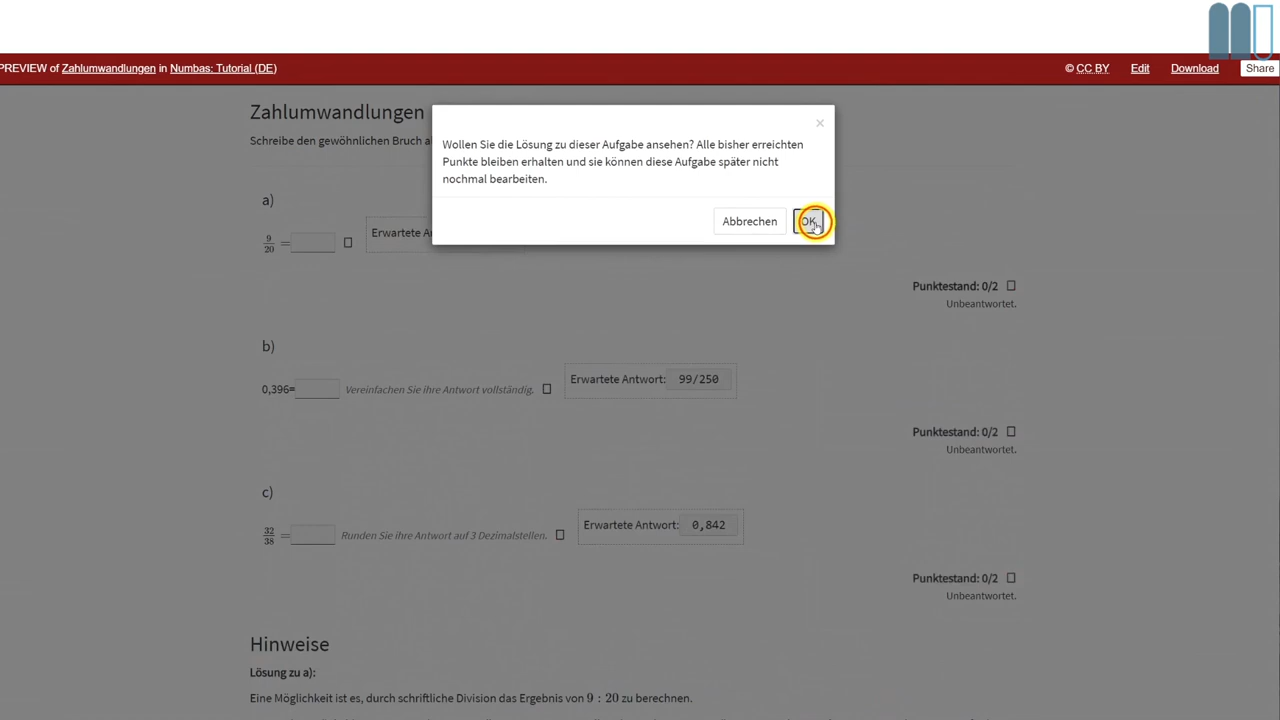 PREVIEW of Zahlumwandlungen in Numbas: Tutorial (DE)
© CC BY
Edit
Download
Share
Zahlumwandlungen
Schreibe den gewöhnlichen Bruch al
×
Wollen Sie die Lösung zu dieser Aufgabe ansehen? Alle bisher erreichten
Punkte bleiben erhalten und sie können diese Aufgabe später nicht
nochmal bearbeiten.
Abbrechen
OK
a)
9/20 =
Erwartete An
Punktestand: 0/2
Unbeantwortet.
b)
0,396=
Vereinfachen Sie ihre Antwort vollständig.
Erwartete Antwort: 99/250
Punktestand: 0/2
Unbeantwortet.
c)
32/38 =
Runden Sie ihre Antwort auf 3 Dezimalstellen.
Erwartete Antwort: 0,842
Punktestand: 0/2
Unbeantwortet.
Hinweise
Lösung zu a):
Eine Möglichkeit ist es, durch schriftliche Division das Ergebnis von 9 : 20 zu berechnen.